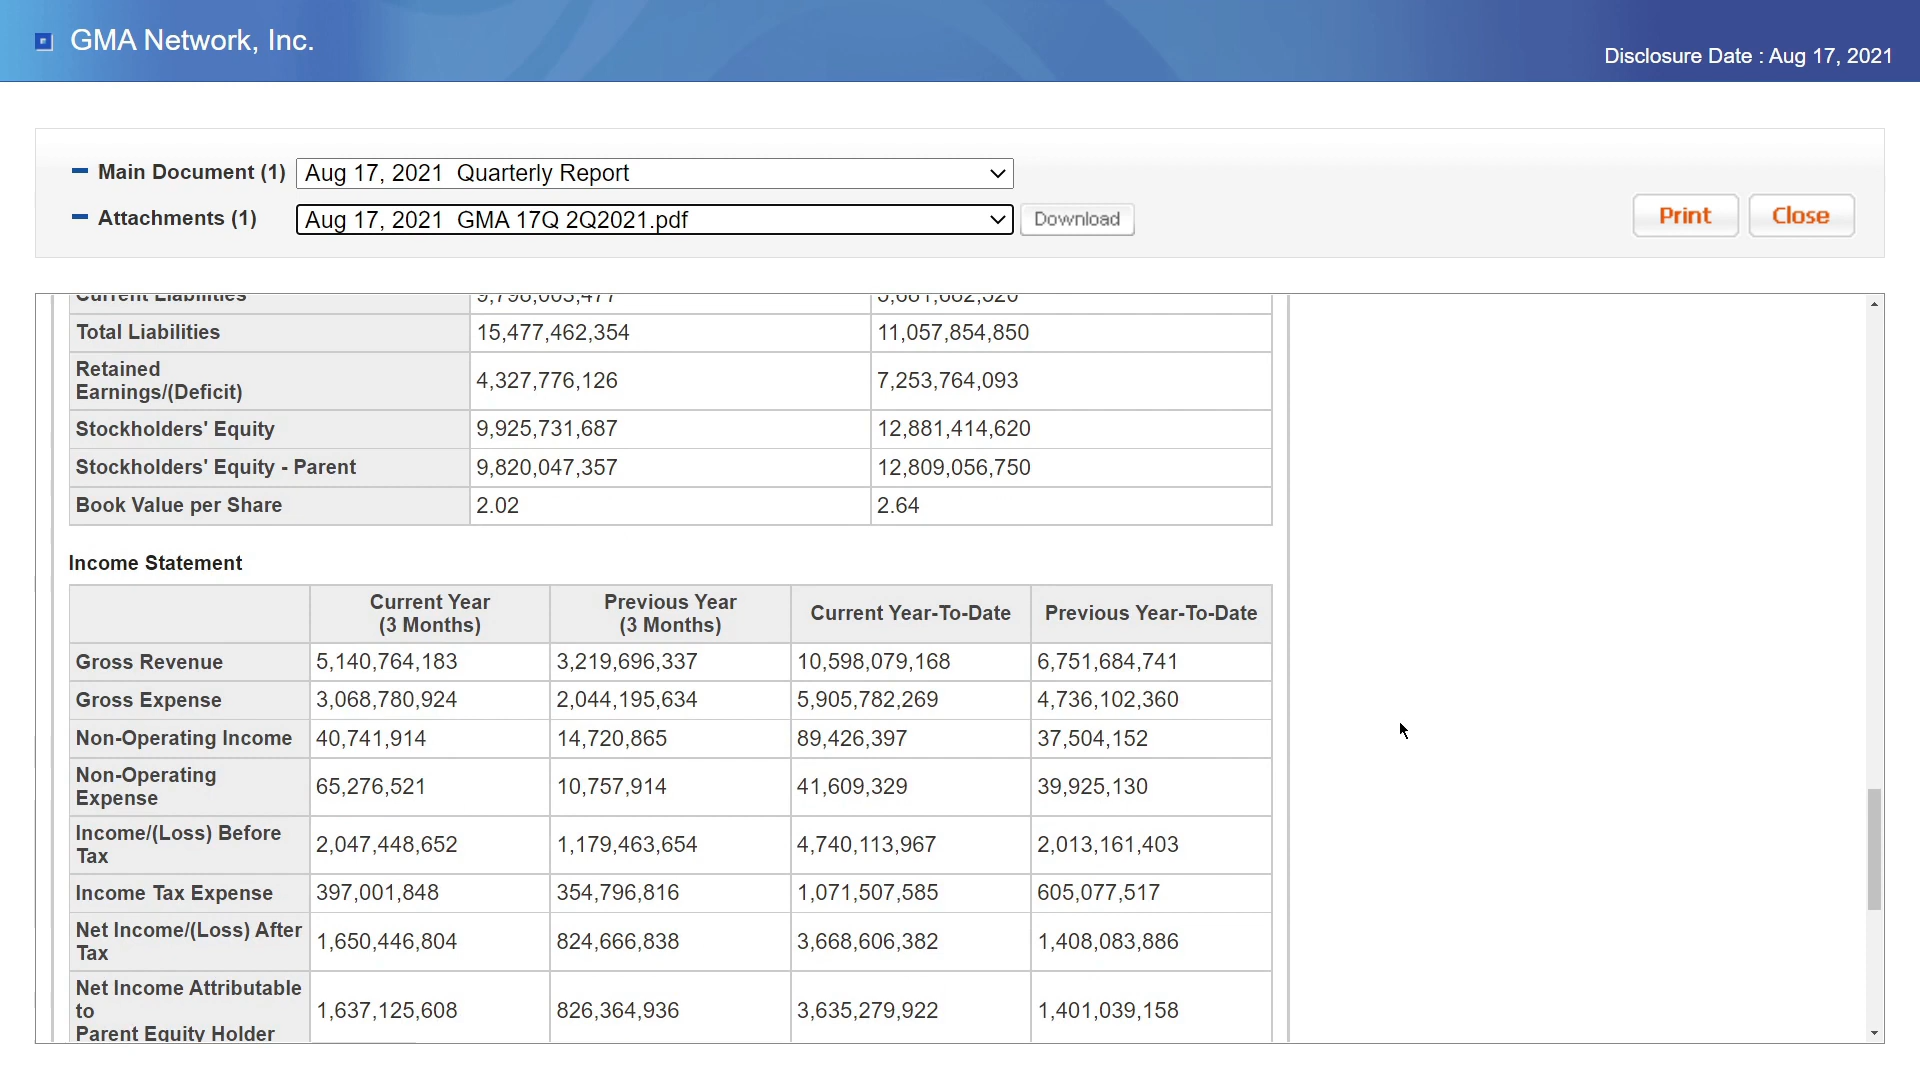 GMA Network, Inc.
Disclosure Date : Aug 17, 2021
Main Document (1) Aug 17, 2021 Quarterly Report
Attachments (1) Aug 17, 2021 GMA 17Q 2Q2021.pdf Download
Print Close
Current Liabilities
Total Liabilities 15,477,462,354 11,057,854,850
Retained
Earnings/(Deficit) 4,327,776,126 7,253,764,093
Stockholders' Equity 9,925,731,687 12,881,414,620
Stockholders' Equity - Parent 9,820,047,357 12,809,056,750
Book Value per Share 2.02 2.64
Income Statement
Current Year
(3 Months) Previous Year
(3 Months) Current Year-To-Date Previous Year-To-Date
Gross Revenue 5,140,764,183 3,219,696,337 10,598,079,168 6,751,684,741
Gross Expense 3,068,780,924 2,044,195,634 5,905,782,269 4,736,102,360
Non-Operating Income 40,741,914 14,720,865 89,426,397 37,504,152
Non-Operating
Expense 65,276,521 10,757,914 41,609,329 39,925,130
Income/(Loss) Before
Tax 2,047,448,652 1,179,463,654 4,740,113,967 2,013,161,403
Income Tax Expense 397,001,848 354,796,816 1,071,507,585 605,077,517
Net Income/(Loss) After
Tax 1,650,446,804 824,666,838 3,668,606,382 1,408,083,886
Net Income Attributable
to
Parent Equity Holder 1,637,125,608 826,364,936 3,635,279,922 1,401,039,158